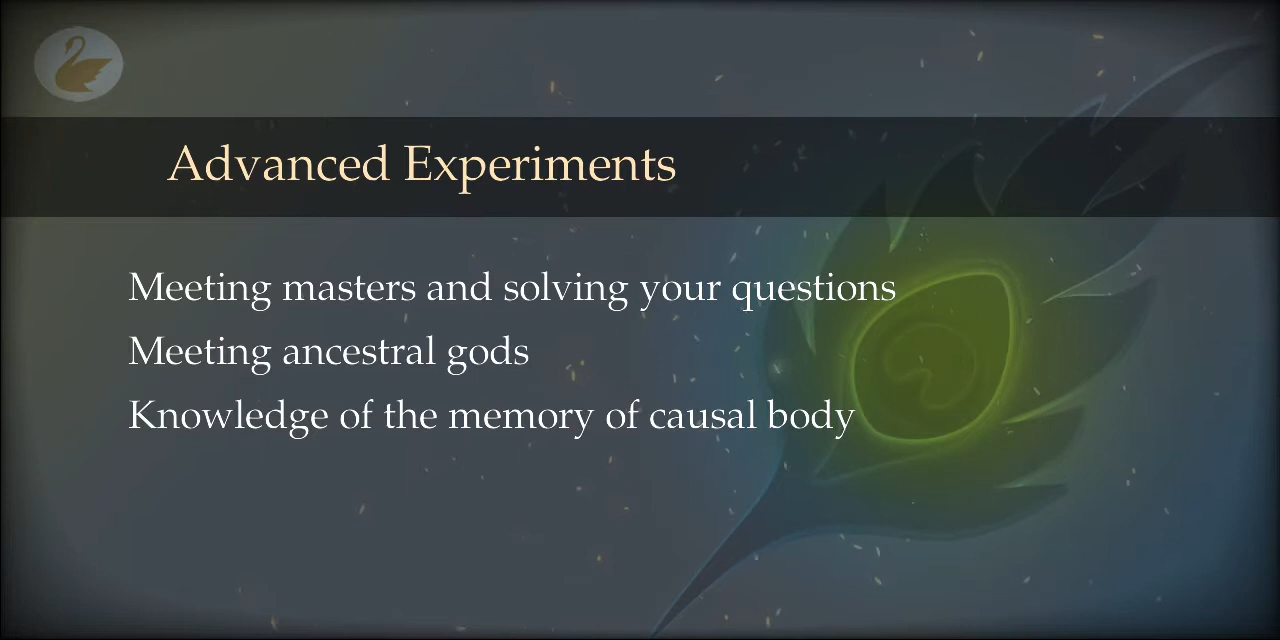 Advanced Experiments
Meeting masters and solving your questions
Meeting ancestral gods
Knowledge of the memory of causal body